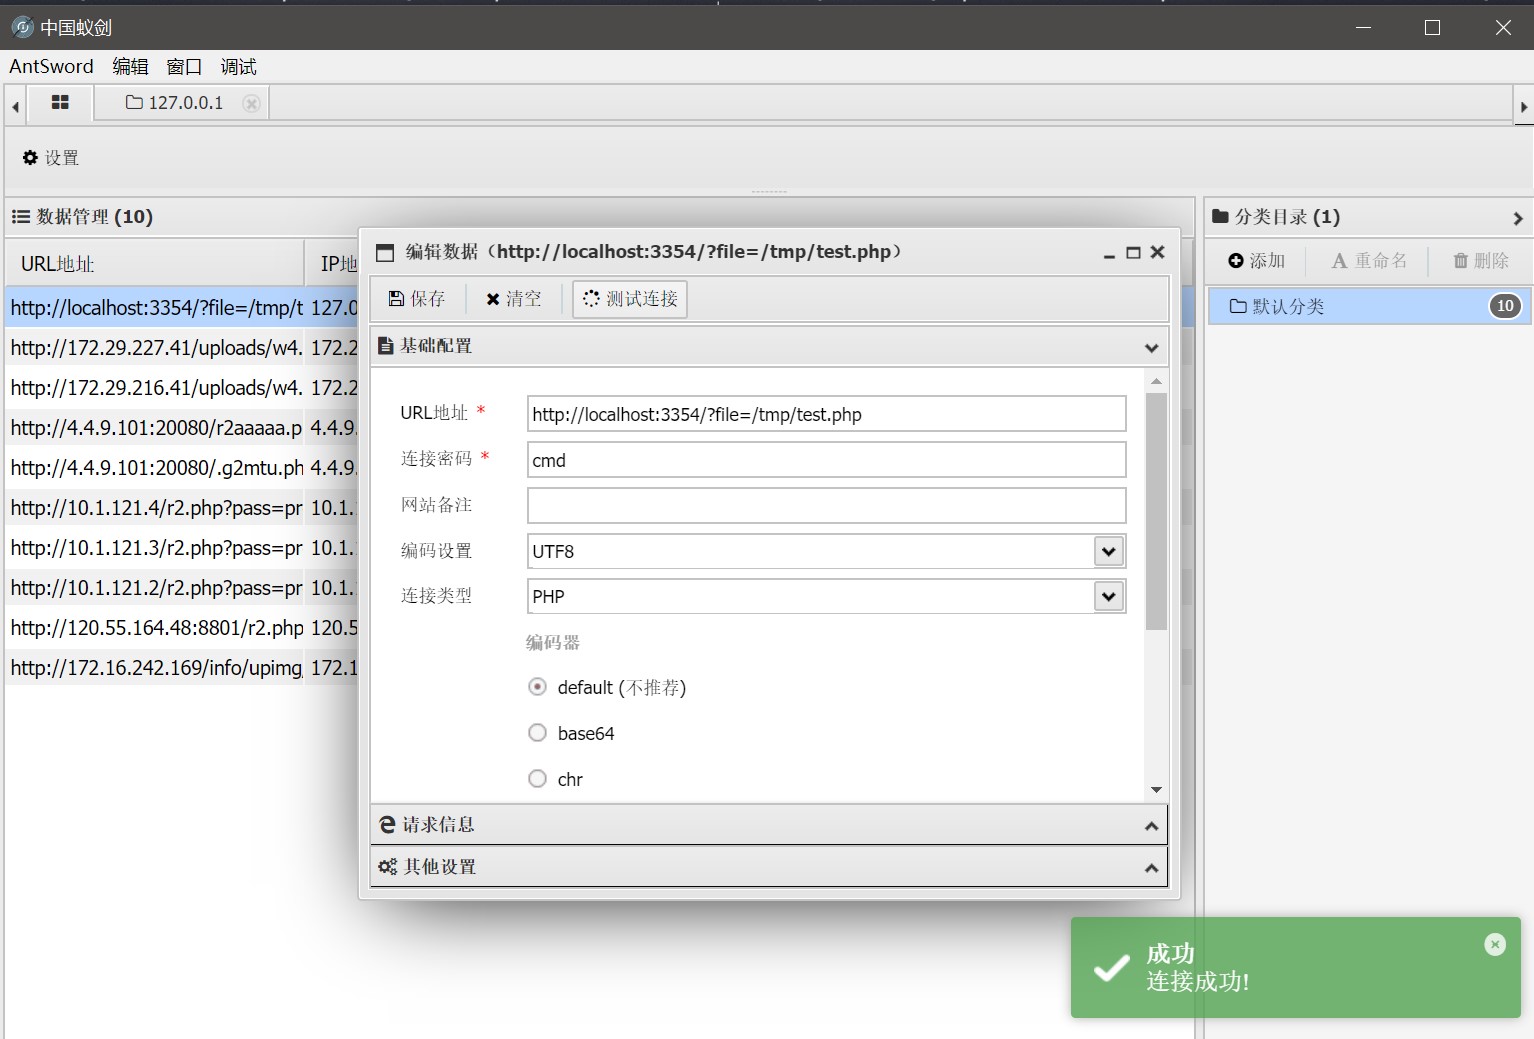 中国蚁剑
AntSword 编辑 窗口 调试
127.0.0.1
设置
数据管理 (10)
URL地址 IP地
http://localhost:3354/?file=/tmp/t 127.0
http://172.29.227.41/uploads/w4. 172.2
http://172.29.216.41/uploads/w4. 172.2
http://4.4.9.101:20080/r2aaaaa.p 4.4.9.
http://4.4.9.101:20080/.g2mtu.ph 4.4.9.
http://10.1.121.4/r2.php?pass=pr 10.1.
http://10.1.121.3/r2.php?pass=pr 10.1.
http://10.1.121.2/r2.php?pass=pr 10.1.
http://120.55.164.48:8801/r2.php 120.5
http://172.16.242.169/info/upimg, 172.1
编辑数据（http://localhost:3354/?file=/tmp/test.php）
保存 清空 测试连接
基础配置
URL地址 * http://localhost:3354/?file=/tmp/test.php
连接密码 * cmd
网站备注
编码设置 UTF8
连接类型 PHP
编码器
default (不推荐)
base64
chr
请求信息
其他设置
分类目录 (1)
添加 重命名 删除
默认分类 10
成功
连接成功!